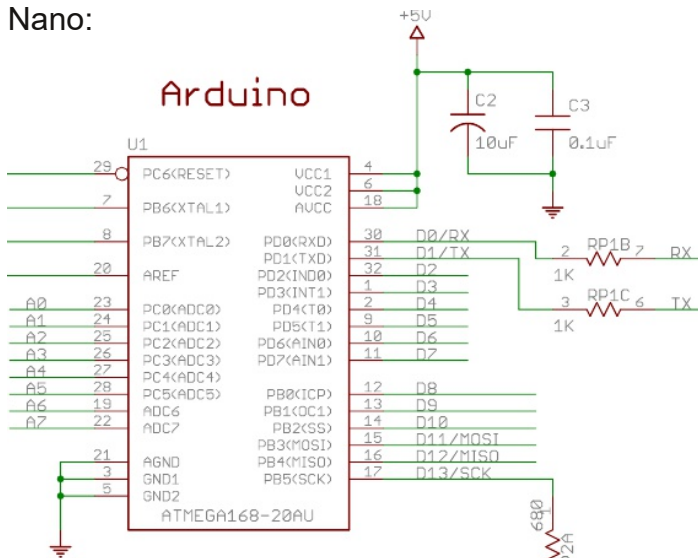 Nano:
+5V
Arduino
C2
10uF
C3
0.1uF
U1
29 PC6(RESET)
7 PB6(XTAL1)
8 PB7(XTAL2)
20 AREF
A0 23 PC0(ADC0)
A1 24 PC1(ADC1)
A2 25 PC2(ADC2)
A3 26 PC3(ADC3)
A4 27 PC4(ADC4)
A5 28 PC5(ADC5)
A6 19 ADC6
A7 22 ADC7
21 AGND
3 GND1
5 GND2
VCC1 4
VCC2 6
AVCC 18
PD0(RXD) 30 D0/RX
PD1(TXD) 31 D1/TX
PD2(IND0) 32 D2
PD3(INT1) 1 D3
PD4(T0) 2 D4
PD5(T1) 9 D5
PD6(AIN0) 10 D6
PD7(AIN1) 11 D7
PB0(ICP) 12 D8
PB1(OC1) 13 D9
PB2(SS) 14 D10
PB3(MOSI) 15 D11/MOSI
PB4(MISO) 16 D12/MISO
PB5(SCK) 17 D13/SCK
ATMEGA168-20AU
2 RP1B 7 RX
1K
3 RP1C 6 TX
1K
680
1